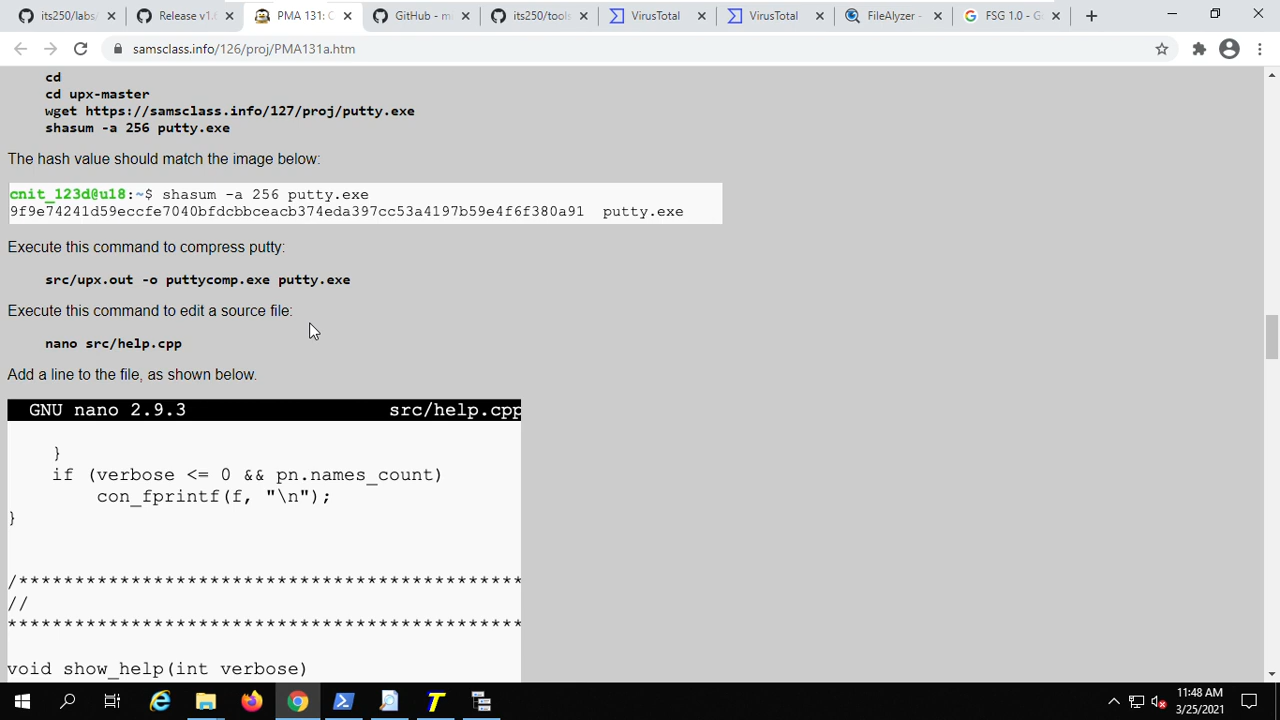 its250/labs/
Release v1.
PMA 131:
GitHub - m
its250/tools
VirusTotal
VirusTotal
FileAlyzer -
FSG 1.0 - G
samsclass.info/126/proj/PMA131a.htm
cd
cd upx-master
wget https://samsclass.info/127/proj/putty.exe
shasum -a 256 putty.exe
The hash value should match the image below:
cnit_123d@u18:~$ shasum -a 256 putty.exe
9f9e74241d59eccfe7040bfdcbbceacb374eda397cc53a4197b59e4f6f380a91  putty.exe
Execute this command to compress putty:
src/upx.out -o puttycomp.exe putty.exe
Execute this command to edit a source file:
nano src/help.cpp
Add a line to the file, as shown below.
GNU nano 2.9.3 src/help.cpp
}
if (verbose <= 0 && pn.names_count)
con_fprintf(f, "\n");
}
/**********************************************
//
***********************************************
void show_help(int verbose)
11:48 AM
3/25/2021